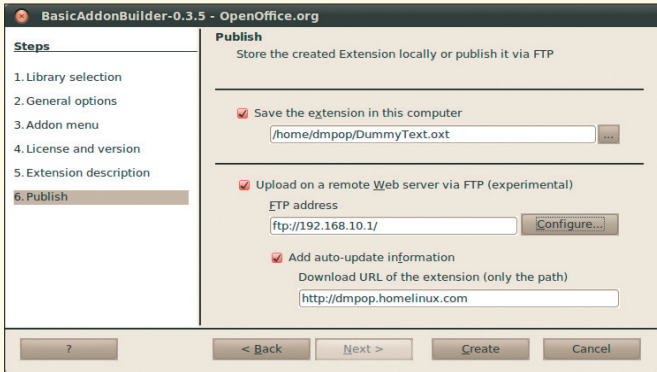 BasicAddonBuilder-0.3.5 - OpenOffice.org
Steps
1. Library selection
2. General options
3. Addon menu
4. License and version
5. Extension description
6. Publish
Publish
Store the created Extension locally or publish it via FTP
Save the extension in this computer
/home/dmpop/DummyText.oxt
...
Upload on a remote Web server via FTP (experimental)
FTP address
ftp://192.168.10.1/
Configure...
Add auto-update information
Download URL of the extension (only the path)
http://dmpop.homelinux.com
?
< Back
Next >
Create
Cancel